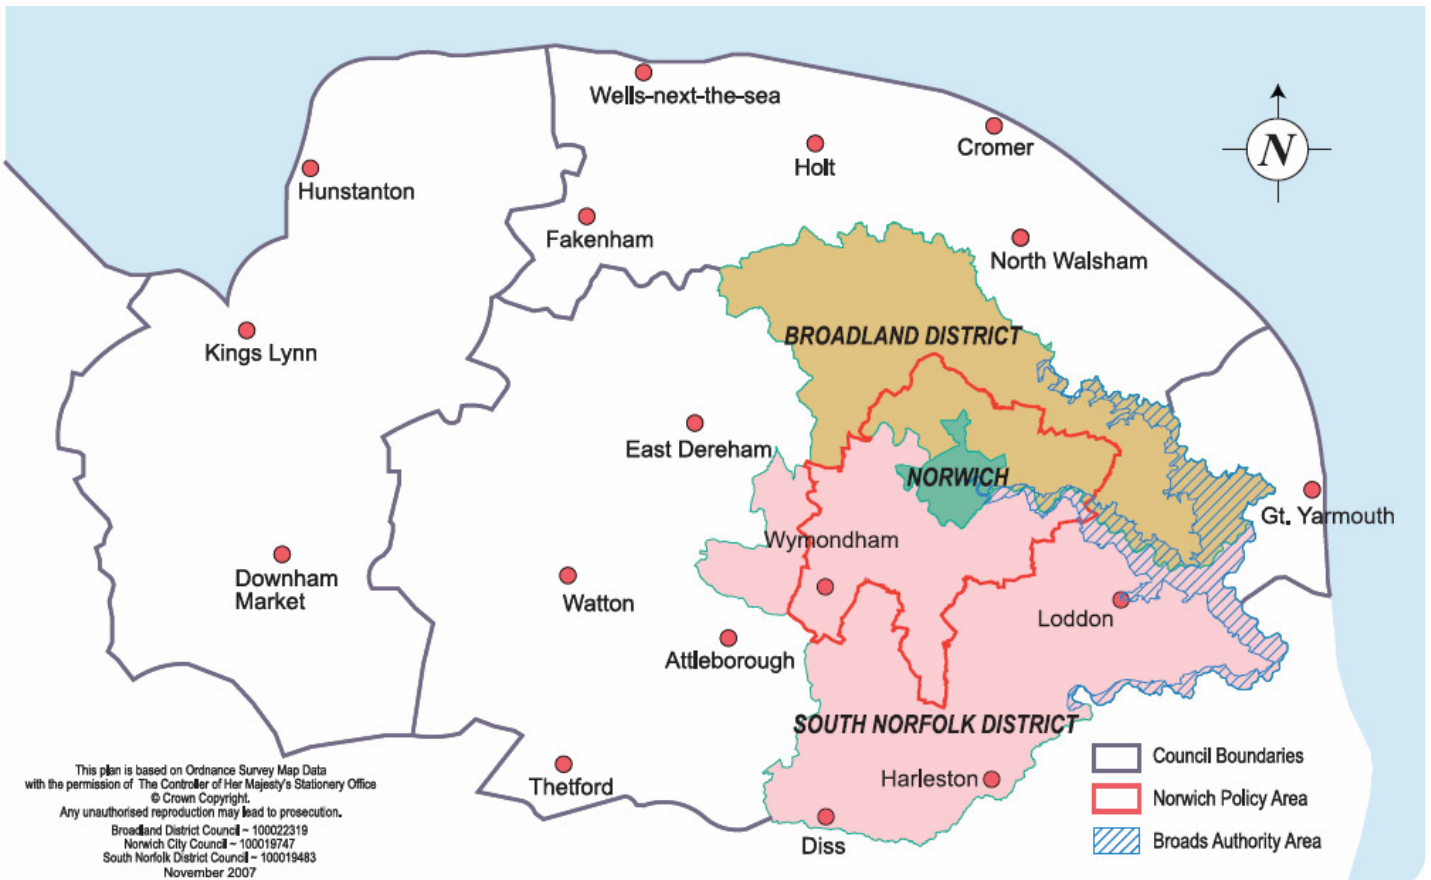 Wells-next-the-sea
Cromer
Holt
N
Hunstanton
Fakenham
North Walsham
Kings Lynn
BROADLAND DISTRICT
East Dereham
NORWICH
Gt. Yarmouth
Wymondham
Downham
Market
Watton
Loddon
Attleborough
SOUTH NORFOLK DISTRICT
Harleston
Thetford
Diss
Council Boundaries
Norwich Policy Area
Broads Authority Area
This plan is based on Ordnance Survey Map Data
with the permission of The Controller of Her Majesty's Stationery Office
© Crown Copyright.
Any unauthorised reproduction may lead to prosecution.
Broadland District Council ~ 100022319
Norwich City Council ~ 100019747
South Norfolk District Council ~ 100019483
November 2007